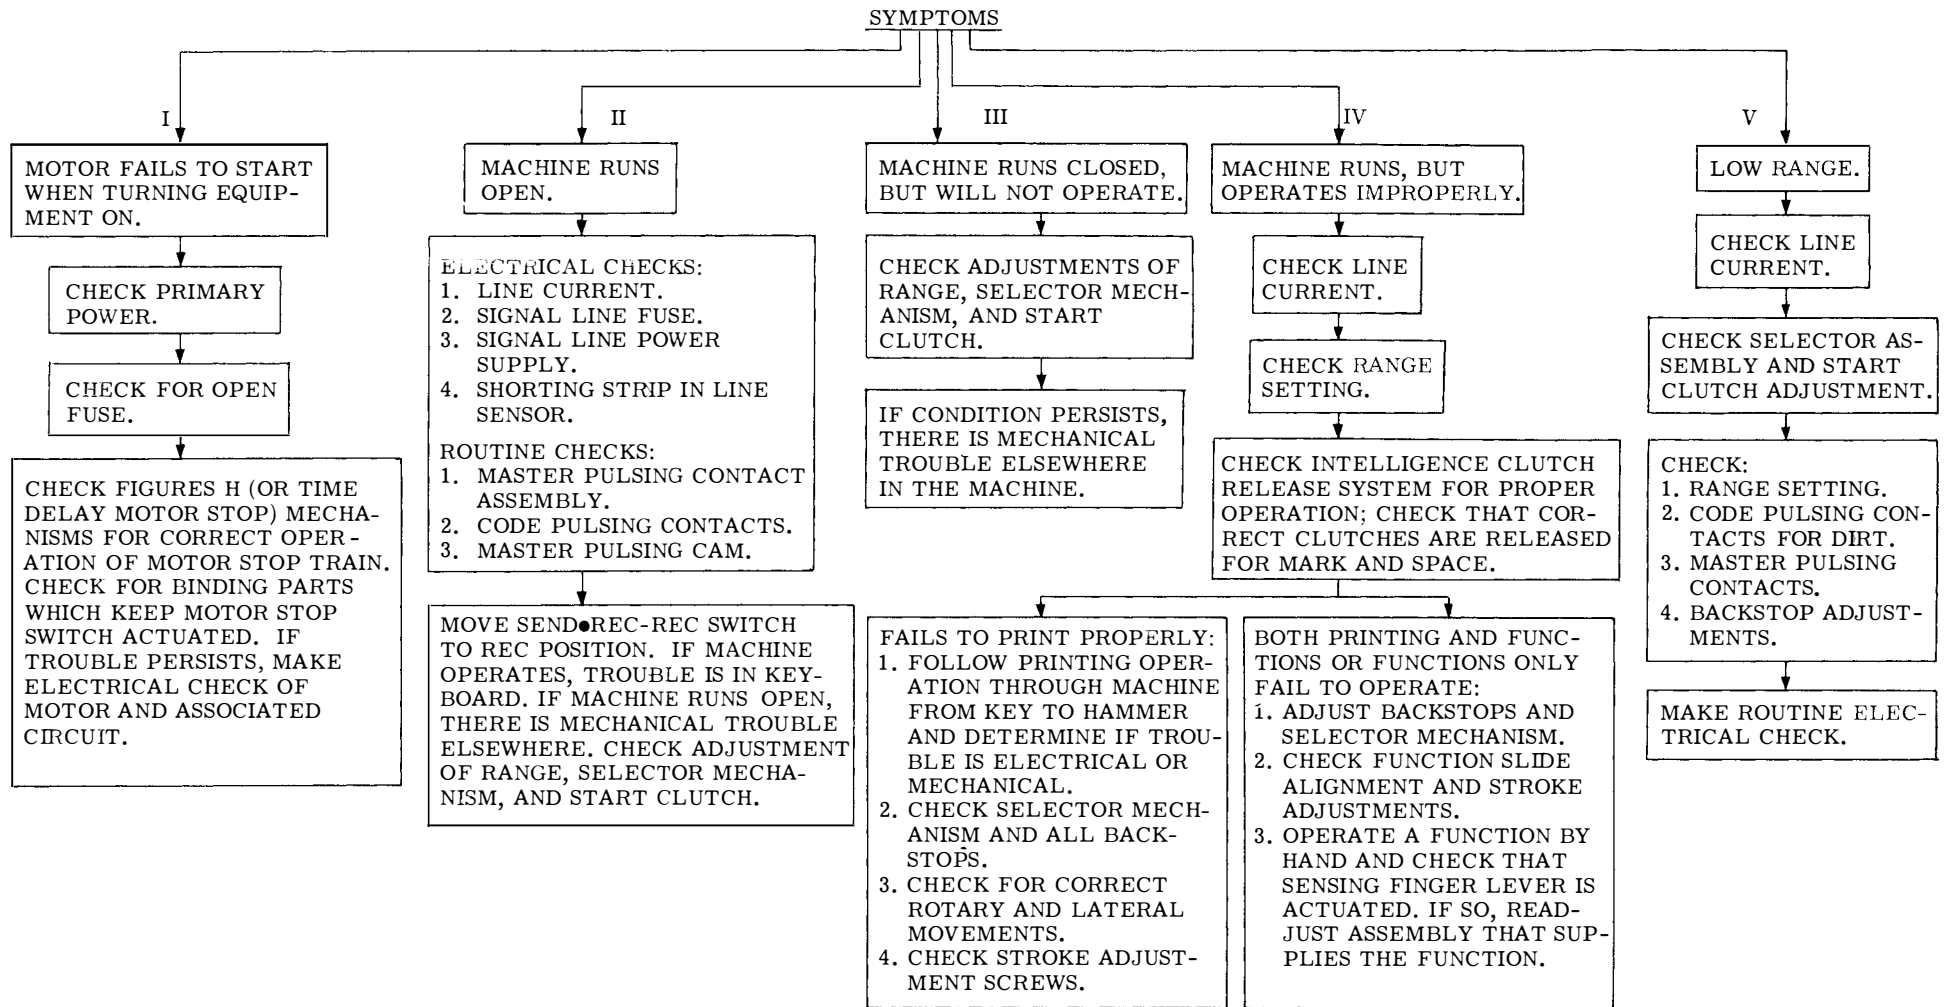 SYMPTOMS
I
MOTOR FAILS TO START
WHEN TURNING EQUIP-
MENT ON.
CHECK PRIMARY
POWER.
CHECK FOR OPEN
FUSE.
CHECK FIGURES H (OR TIME
DELAY MOTOR STOP) MECHA-
NISMS FOR CORRECT OPER-
ATION OF MOTOR STOP TRAIN.
CHECK FOR BINDING PARTS
WHICH KEEP MOTOR STOP
SWITCH ACTUATED. IF
TROUBLE PERSISTS, MAKE
ELECTRICAL CHECK OF
MOTOR AND ASSOCIATED
CIRCUIT.
II
MACHINE RUNS
OPEN.
ELECTRICAL CHECKS:
1. LINE CURRENT.
2. SIGNAL LINE FUSE.
3. SIGNAL LINE POWER
SUPPLY.
4. SHORTING STRIP IN LINE
SENSOR.
ROUTINE CHECKS:
1. MASTER PULSING CONTACT
ASSEMBLY.
2. CODE PULSING CONTACTS.
3. MASTER PULSING CAM.
MOVE SEND•REC-REC SWITCH
TO REC POSITION. IF MACHINE
OPERATES, TROUBLE IS IN KEY-
BOARD. IF MACHINE RUNS OPEN,
THERE IS MECHANICAL TROUBLE
ELSEWHERE. CHECK ADJUSTMENT
OF RANGE, SELECTOR MECHA-
NISM, AND START CLUTCH.
III
MACHINE RUNS CLOSED,
BUT WILL NOT OPERATE.
CHECK ADJUSTMENTS OF
RANGE, SELECTOR MECH-
ANISM, AND START
CLUTCH.
IF CONDITION PERSISTS,
THERE IS MECHANICAL
TROUBLE ELSEWHERE
IN THE MACHINE.
IV
MACHINE RUNS, BUT
OPERATES IMPROPERLY.
CHECK LINE
CURRENT.
CHECK RANGE
SETTING.
CHECK INTELLIGENCE CLUTCH
RELEASE SYSTEM FOR PROPER
OPERATION; CHECK THAT COR-
RECT CLUTCHES ARE RELEASED
FOR MARK AND SPACE.
FAILS TO PRINT PROPERLY:
1. FOLLOW PRINTING OPER-
ATION THROUGH MACHINE
FROM KEY TO HAMMER
AND DETERMINE IF TROU-
BLE IS ELECTRICAL OR
MECHANICAL.
2. CHECK SELECTOR MECH-
ANISM AND ALL BACK-
STOPS.
3. CHECK FOR CORRECT
ROTARY AND LATERAL
MOVEMENTS.
4. CHECK STROKE ADJUST-
MENT SCREWS.
BOTH PRINTING AND FUNC-
TIONS OR FUNCTIONS ONLY
FAIL TO OPERATE:
1. ADJUST BACKSTOPS AND
SELECTOR MECHANISM.
2. CHECK FUNCTION SLIDE
ALIGNMENT AND STROKE
ADJUSTMENTS.
3. OPERATE A FUNCTION BY
HAND AND CHECK THAT
SENSING FINGER LEVER IS
ACTUATED. IF SO, READ-
JUST ASSEMBLY THAT SUP-
PLIES THE FUNCTION.
V
LOW RANGE.
CHECK LINE
CURRENT.
CHECK SELECTOR AS-
SEMBLY AND START
CLUTCH ADJUSTMENT.
CHECK:
1. RANGE SETTING.
2. CODE PULSING CON-
TACTS FOR DIRT.
3. MASTER PULSING
CONTACTS.
4. BACKSTOP ADJUST-
MENTS.
MAKE ROUTINE ELEC-
TRICAL CHECK.